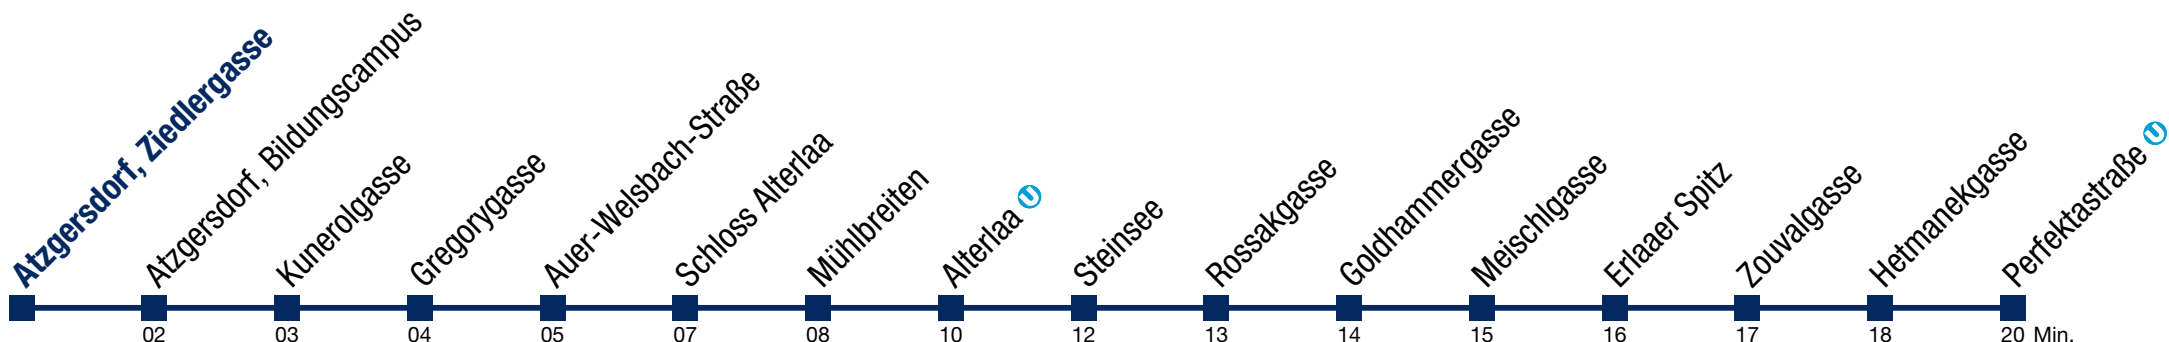 Atzgersdorf, Ziedlergasse
Atzgersdorf, Bildungscampus
Kunerolgasse
Gregorygasse
Auer-Welsbach-Straße
Schloss Alterlaa
Mühlbreiten
Alterlaa U
Steinsee
Rossakgasse
Goldhammergasse
Meischlgasse
Erlaaer Spitz
Zouvalgasse
Hetmanekgasse
Perfektastraße U
02 03 04 05 07 08 10 12 13 14 15 16 17 18 20 Min.